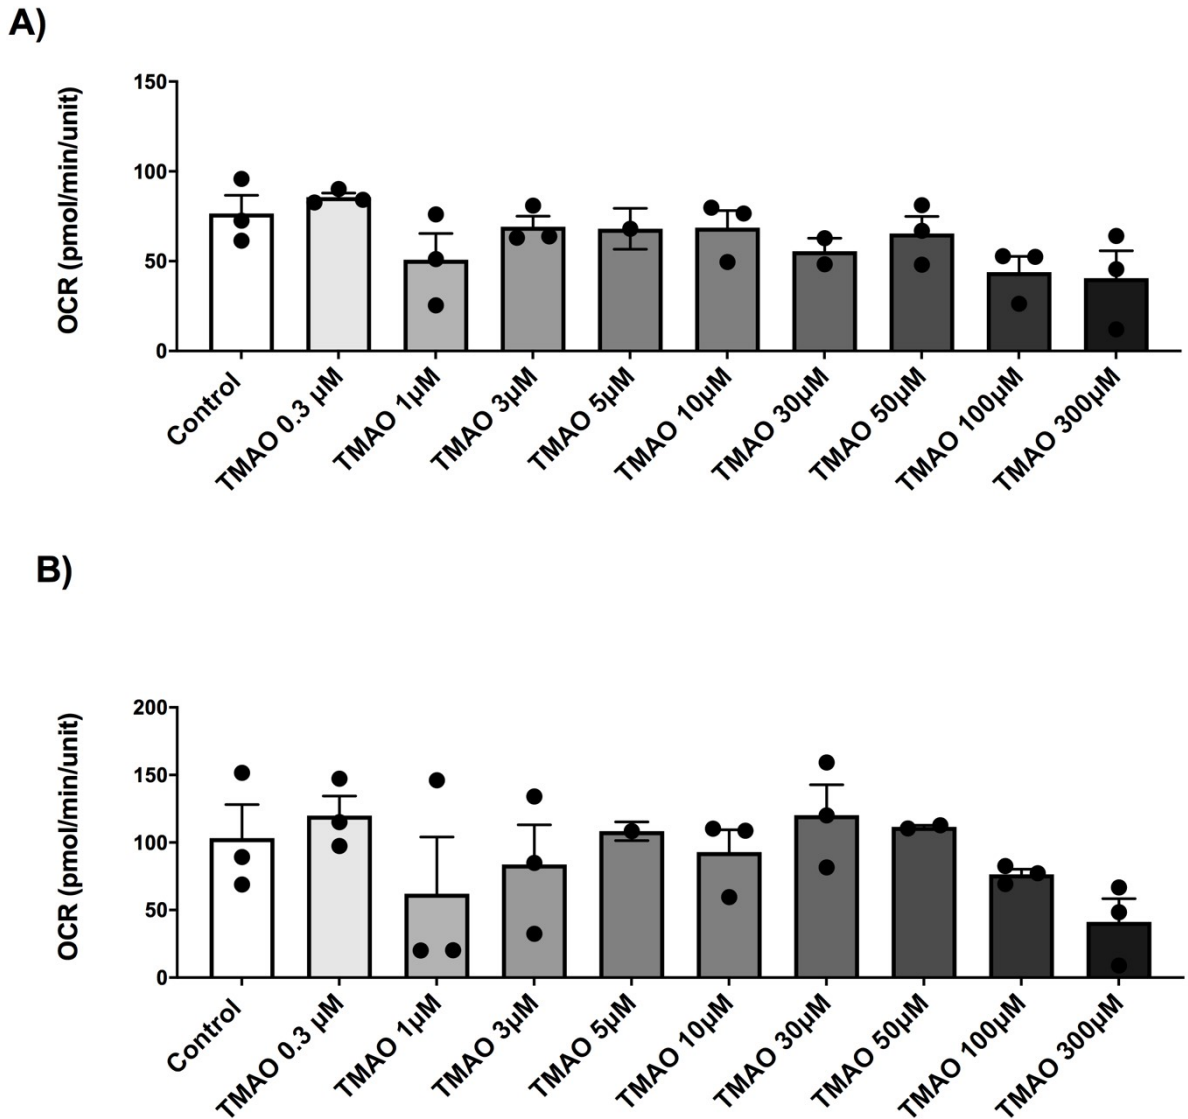 A)
OCR (pmol/min/unit)
150
100
50
0
Control
TMAO 0.3 µM
TMAO 1µM
TMAO 3µM
TMAO 5µM
TMAO 10µM
TMAO 30µM
TMAO 50µM
TMAO 100µM
TMAO 300µM
B)
OCR (pmol/min/unit)
200
150
100
50
0
Control
TMAO 0.3 µM
TMAO 1µM
TMAO 3µM
TMAO 5µM
TMAO 10µM
TMAO 30µM
TMAO 50µM
TMAO 100µM
TMAO 300µM